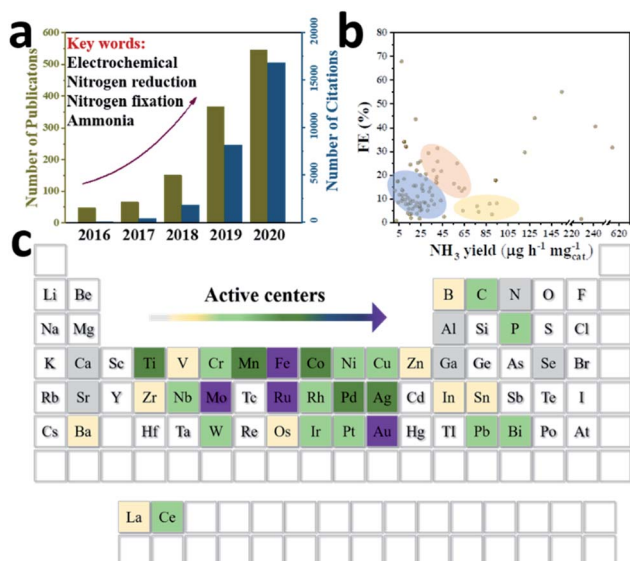 a
Number of Publicatons
600
500
400
300
200
100
0
Key words:
Electrochemical
Nitrogen reduction
Nitrogen fixation
Ammonia
20000
15000
10000
5000
0
Number of Citations
2016 2017 2018 2019 2020
b
FE (%)
80
70
60
50
40
30
20
10
0
5 25 45 65 85 105 125 145 220 230 620
NH3 yield (μg h-1 mg-1cat.)
c
Active centers
Li Be B C N O F
Na Mg Al Si P S Cl
K Ca Sc Ti V Cr Mn Fe Co Ni Cu Zn Ga Ge As Se Br
Rb Sr Y Zr Nb Mo Tc Ru Rh Pd Ag Cd In Sn Sb Te I
Cs Ba Hf Ta W Re Os Ir Pt Au Hg Tl Pb Bi Po At
La Ce